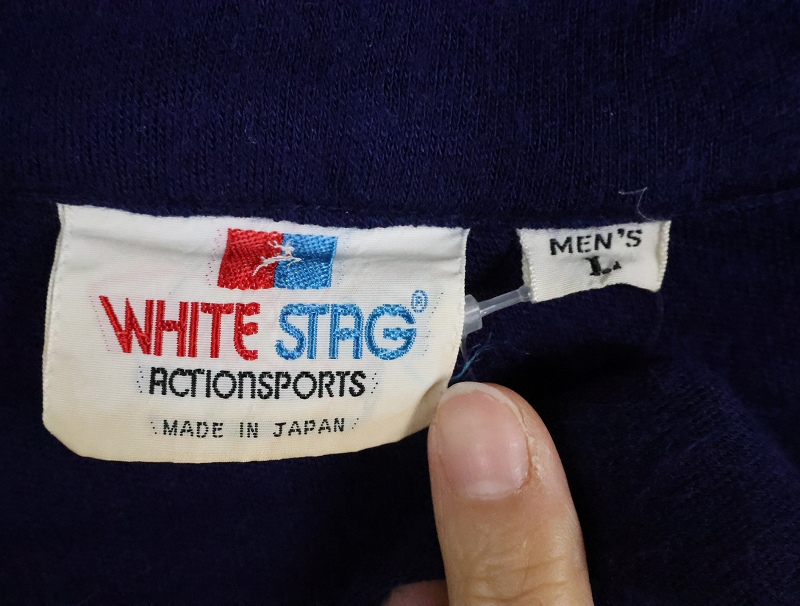 WHITE STAG®
ACTIONSPORTS
MADE IN JAPAN
MEN'S
L